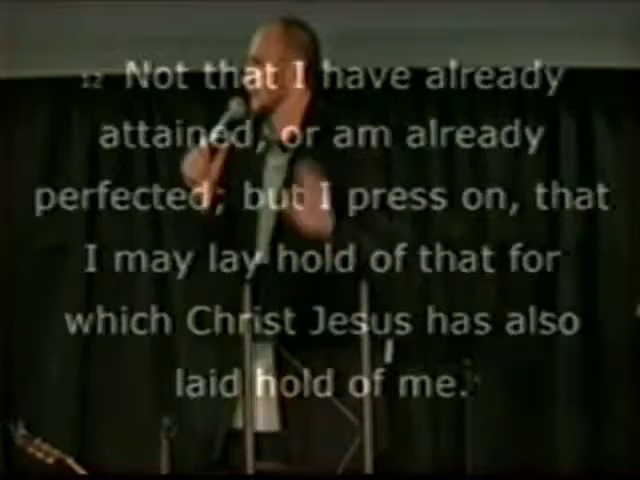 12 Not that I have already
attained, or am already
perfected; but I press on, that
I may lay hold of that for
which Christ Jesus has also
laid hold of me.